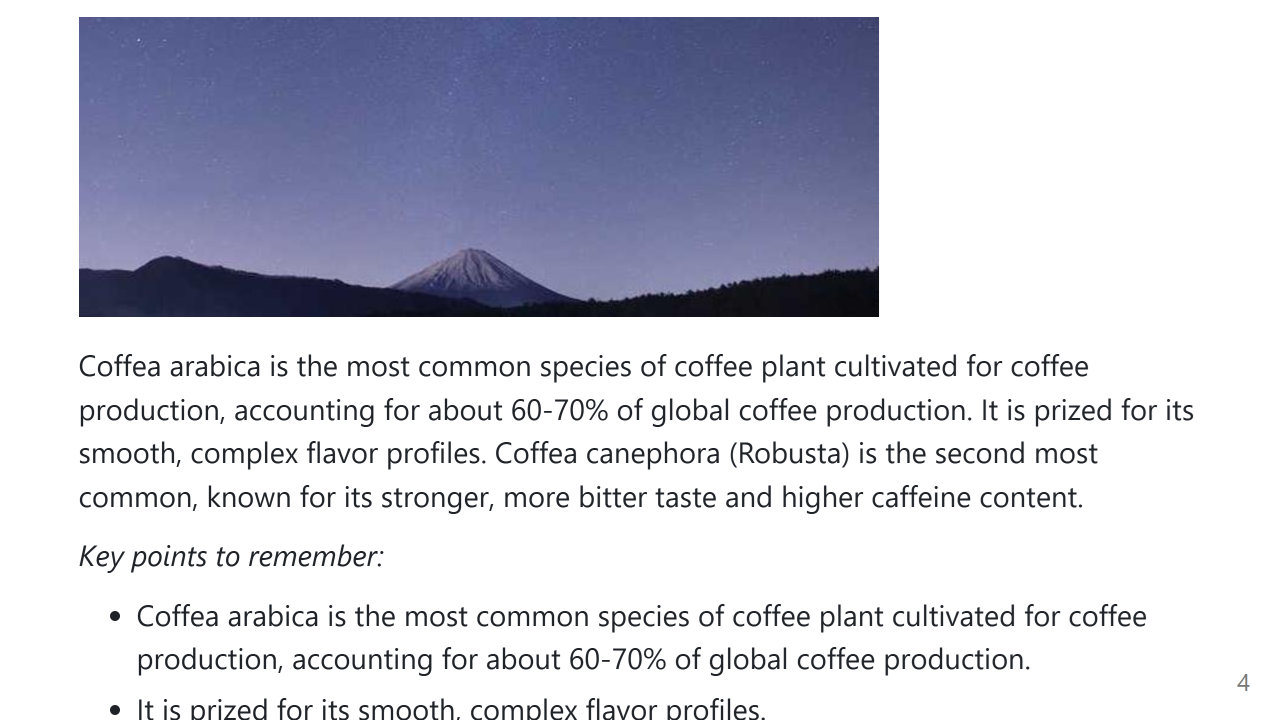 Coffea arabica is the most common species of coffee plant cultivated for coffee
production, accounting for about 60-70% of global coffee production. It is prized for its
smooth, complex flavor profiles. Coffea canephora (Robusta) is the second most
common, known for its stronger, more bitter taste and higher caffeine content.
Key points to remember:
• Coffea arabica is the most common species of coffee plant cultivated for coffee
production, accounting for about 60-70% of global coffee production.
• It is prized for its smooth, complex flavor profiles.
4